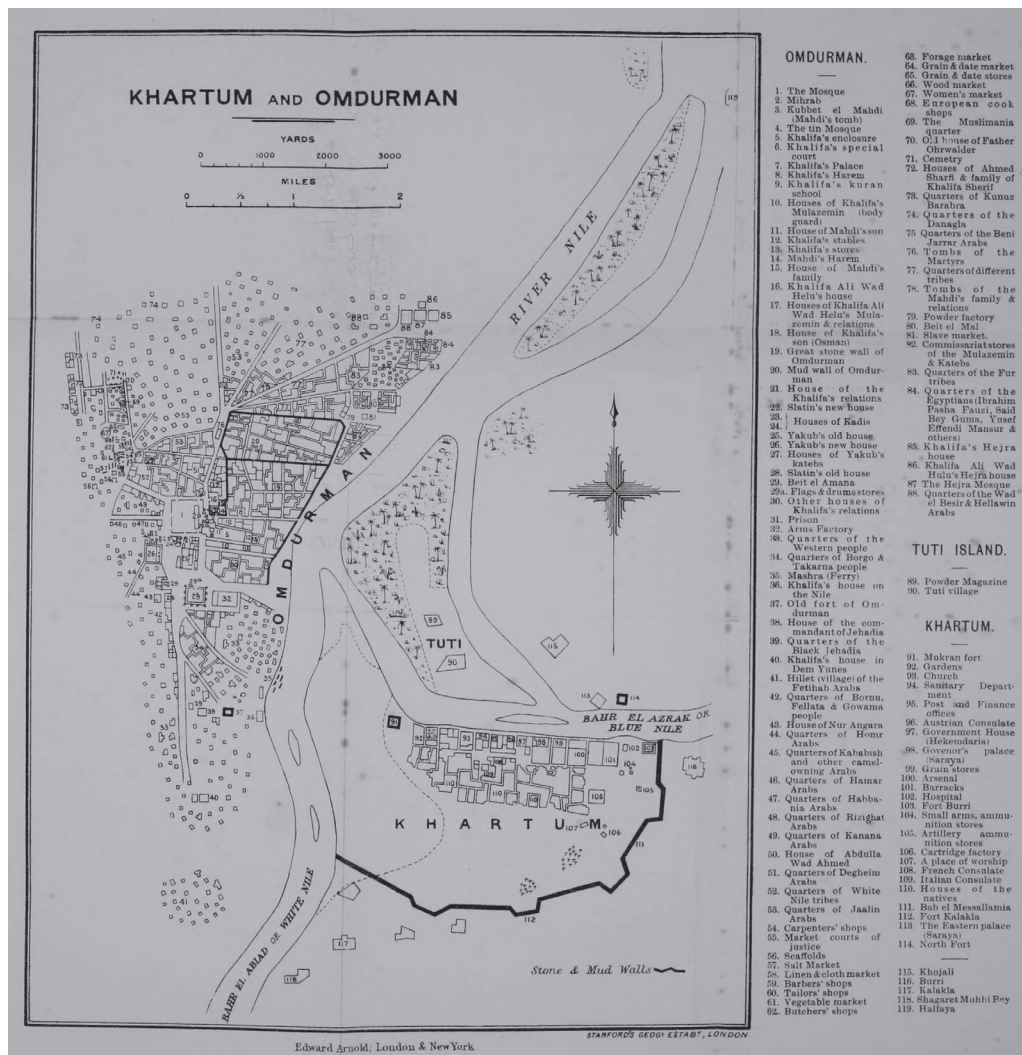 KHARTUM AND OMDURMAN
YARDS
0 1000 2000 3000
MILES
0 ½ 1 2
RIVER NILE
OMDURMAN
TUTI
BAHR EL AZRAK OR
BLUE NILE
KHARTUM
BAHR EL ABIAD OR WHITE NILE
Stone & Mud Walls
STANFORD'S GEOGL ESTABT., LONDON.
Edward Arnold, London & New York
OMDURMAN.
1. The Mosque
2. Mihrab
3. Kubbet el Mahdi
(Mahdi's tomb)
4. The tin Mosque
5. Khalifa's enclosure
6. Khalifa's special
court
7. Khalifa's Palace
8. Khalifa's Harem
9. Khalifa's kuran
school
10. Houses of Khalifa's
Mulazemin (body
guard)
11. House of Mahdi's son
12. Khalifa's stables
13. Khalifa's stores
14. Mahdi's Harem
15. House of Mahdi's
family
16. Khalifa Ali Wad
Helu's house
17. Houses of Khalifa Ali
Wad Helu's Mula-
zemin & relations
18. House of Khalifa's
son (Osman)
19. Great stone wall of
Omdurman
20. Mud wall of Omdur-
man
21. House of the
Khalifa's relations
22. Slatin's new house
23.
24. } Houses of Kadis
25. Yakub's old house
26. Yakub's new house
27. Houses of Yakub's
katebs
28. Slatin's old house
29. Beit el Amana
29a. Flags & drums stores
30. Other houses of
Khalifa's relations
31. Prison
32. Arms Factory
33. Quarters of the
Western people
34. Quarters of Borgo &
Takarna people
35. Mashra (Ferry)
36. Khalifa's house on
the Nile
37. Old fort of Om-
durman
38. House of the com-
mandant of Jehadia
39. Quarters of the
Black Jehadia
40. Khalifa's house in
Dem Yunes
41. Hillet (village) of the
Fetihab Arabs
42. Quarters of Bornu,
Fellata & Gowama
people
43. House of Nur Angara
44. Quarters of Homr
Arabs
45. Quarters of Kababish
and other camel-
owning Arabs
46. Quarters of Hamar
Arabs
47. Quarters of Habba-
nia Arabs
48. Quarters of Rizighat
Arabs
49. Quarters of Kanana
Arabs
50. House of Abdulla
Wad Ahmed
51. Quarters of Degheim
Arabs
52. Quarters of White
Nile tribes
53. Quarters of Jaalin
Arabs
54. Carpenters' shops
55. Market courts of
justice
56. Scaffolds
57. Salt Market
58. Linen & cloth market
59. Barbers' shops
60. Tailors' shops
61. Vegetable market
62. Butchers' shops
63. Forage market
64. Grain & date market
65. Grain & date stores
66. Wood market
67. Women's market
68. European cook
shops
69. The Muslimania
quarter
70. Old house of Father
Ohrwalder
71. Cemetry
72. Houses of Ahmed
Sharfi & family of
Khalifa Sherif
73. Quarters of Kunuz
Barabra
74. Quarters of the
Danagla
75 Quarters of the Beni
Jarrar Arabs
76. Tombs of the
Martyrs
77. Quarters of different
tribes
78. Tombs of the
Mahdi's family &
relations
79. Powder factory
80. Beit el Mal
81. Slave market.
82. Commissariat stores
of the Mulazemin
& Katebs
83. Quarters of the Fur
tribes
84. Quarters of the
Egyptians (Ibrahim
Pasha Fauzi, Said
Bey Guma, Yusef
Effendi Mansur &
others)
85. Khalifa's Hejra
house
86. Khalifa Ali Wad
Hulu's Hejra house
87 The Hejra Mosque
88. Quarters of the Wad
el Besir & Hellawin
Arabs
TUTI ISLAND.
89. Powder Magazine
90. Tuti village
KHARTUM.
91. Mukran fort
92. Gardens
93. Church
94. Sanitary Depart-
ment
95. Post and Finance
offices
96. Austrian Consulate
97. Government House
(Hekemdaria)
98. Govenor's palace
(Saraya)
99. Grain stores
100. Arsenal
101. Barracks
102. Hospital
103. Fort Burri
104. Small arms, ammu-
nition stores
105. Artillery ammu-
nition stores
106. Cartridge factory
107. A place of worship
108. French Consulate
109. Italian Consulate
110. Houses of the
natives
111. Bab el Messallamia
112. Fort Kalakla
113. The Eastern palace
(Saraya)
114. North Fort
115. Khojali
116. Burri
117. Kalakla
118. Shagaret Muhhi Bey
119. Halfaya